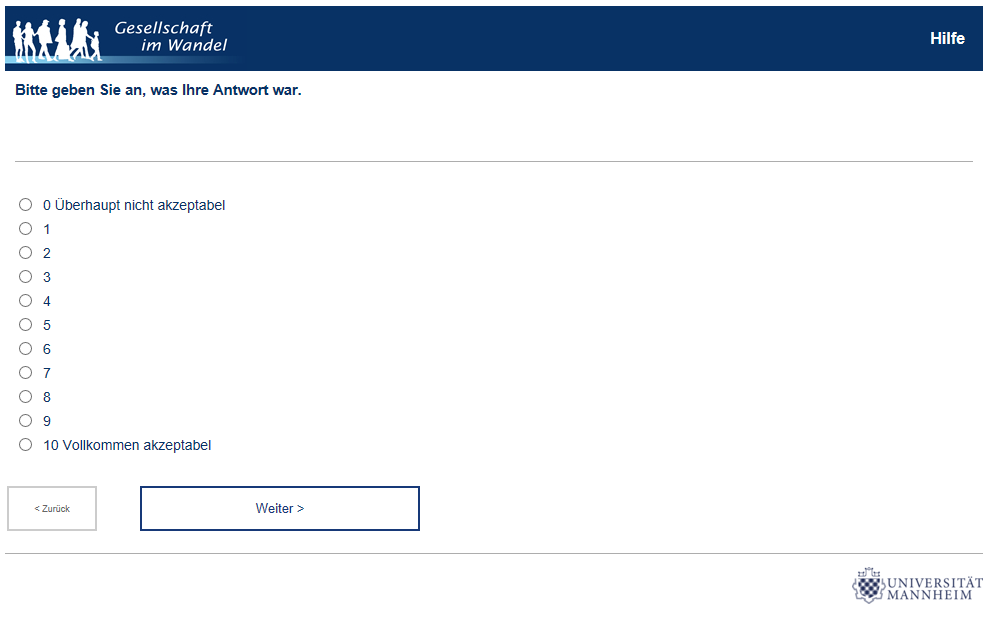 Gesellschaft
im Wandel
Hilfe
Bitte geben Sie an, was Ihre Antwort war.
0 Überhaupt nicht akzeptabel
1
2
3
4
5
6
7
8
9
10 Vollkommen akzeptabel
< Zurück
Weiter >
UNIVERSITÄT
MANNHEIM